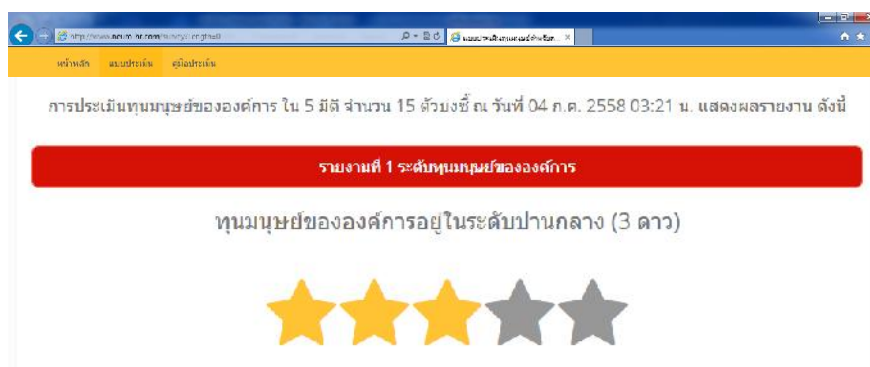 หน้าหลัก แบบประเมิน คู่มือประเมิน
การประเมินทุนมนุษย์ขององค์การ ใน 5 มิติ จำนวน 15 ตัวบ่งชี้ ณ วันที่ 04 ก.ค. 2558 03:21 น. แสดงผลรายงาน ดังนี้
รายงานที่ 1 ระดับทุนมนุษย์ขององค์การ
ทุนมนุษย์ขององค์การอยู่ในระดับปานกลาง (3 ดาว)